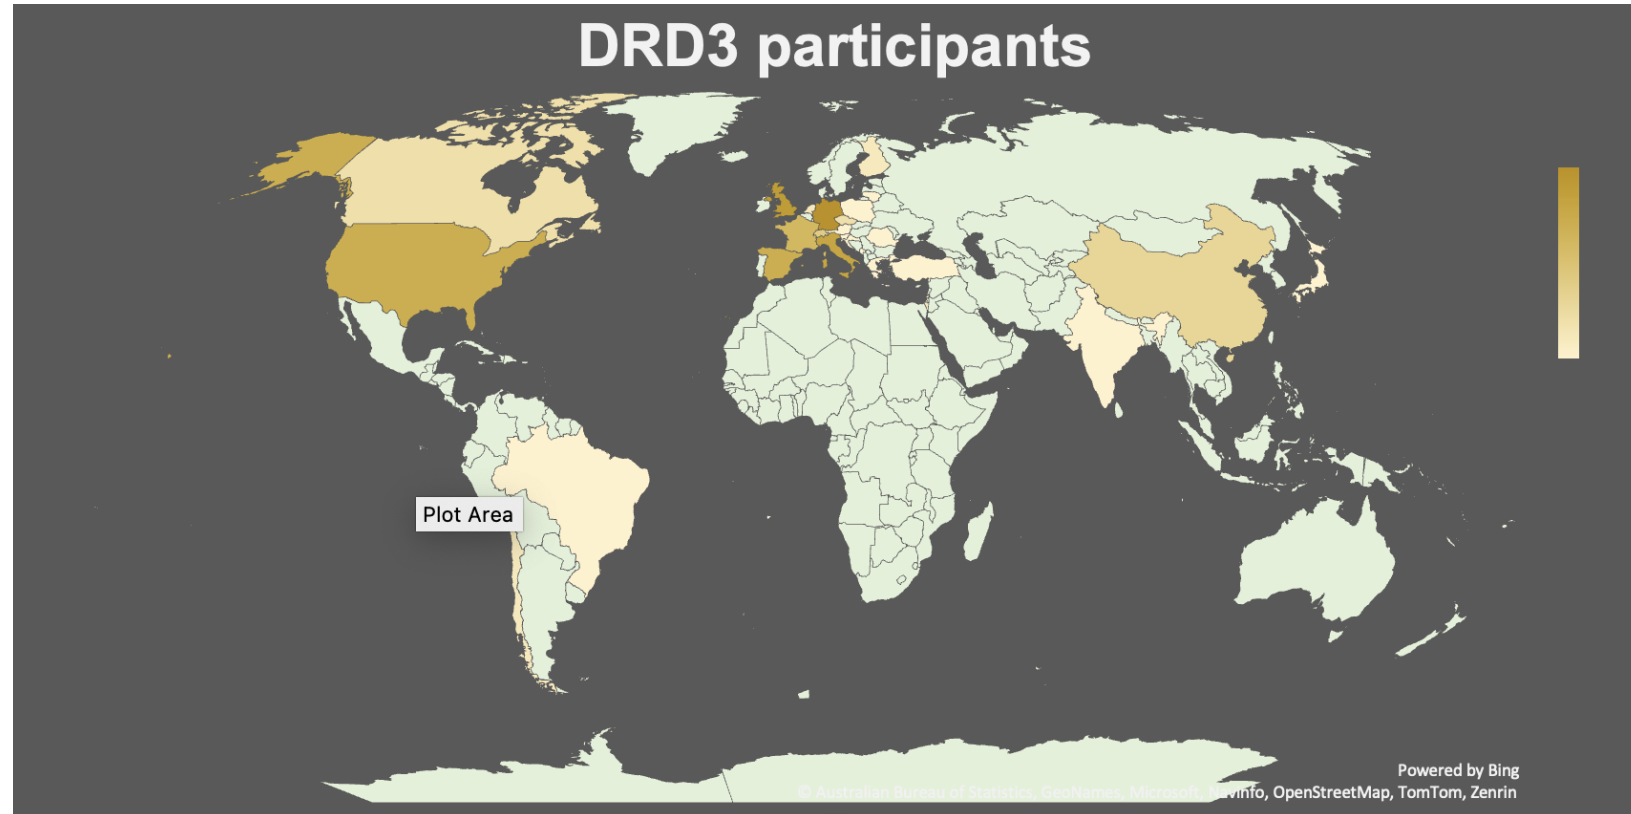 DRD3 participants
Plot Area
Powered by Bing
© Australian Bureau of Statistics, GeoNames, Microsoft, Navinfo, OpenStreetMap, TomTom, Zenrin